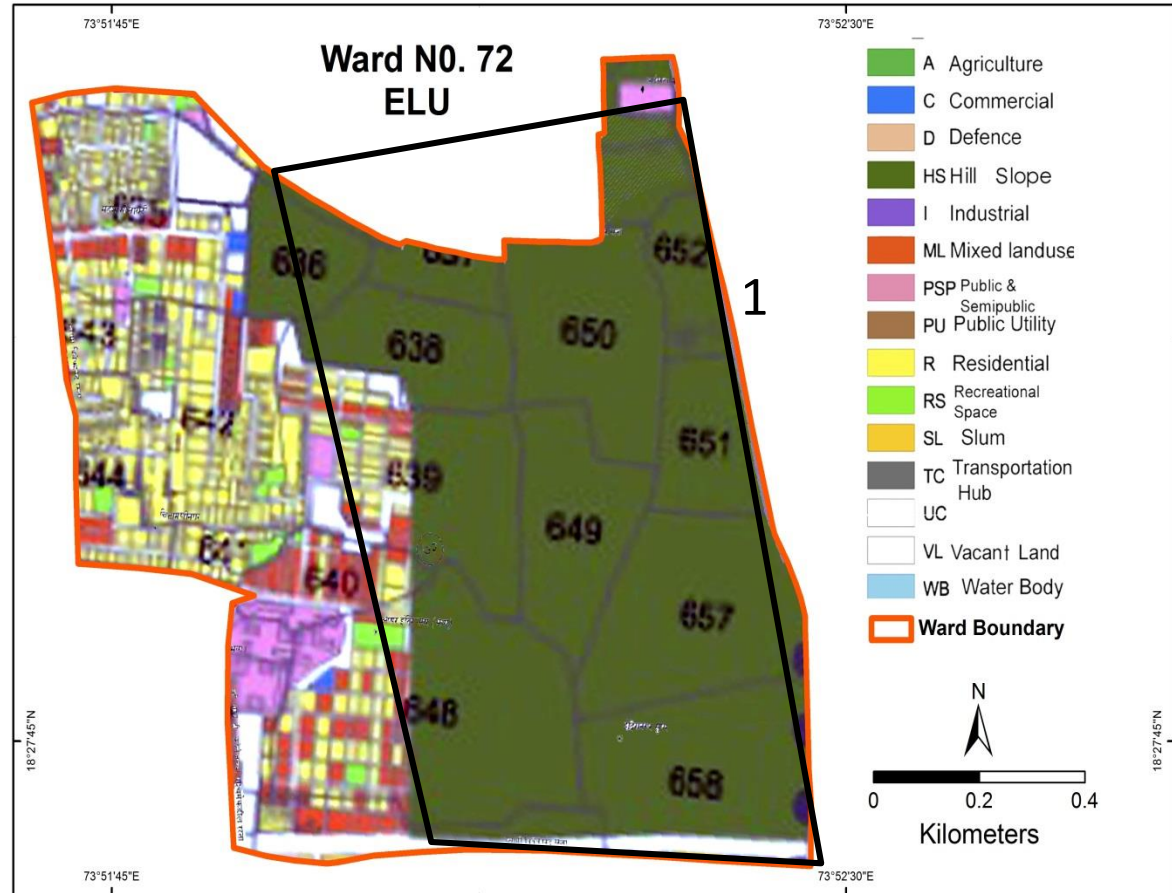 73°51'45"E
73°52'30"E
Ward N0. 72
ELU
A Agriculture
C Commercial
D Defence
HS Hill Slope
I Industrial
ML Mixed landuse
PSP Public &
Semipublic
PU Public Utility
R Residential
RS Recreational
Space
SL Slum
TC Transportation
Hub
UC
VL Vacant Land
WB Water Body
Ward Boundary
N
0 0.2 0.4
Kilometers
1
636
638
650
652
651
642
639
649
640
657
648
658
18°27'45"N
18°27'45"N
73°51'45"E
73°52'30"E